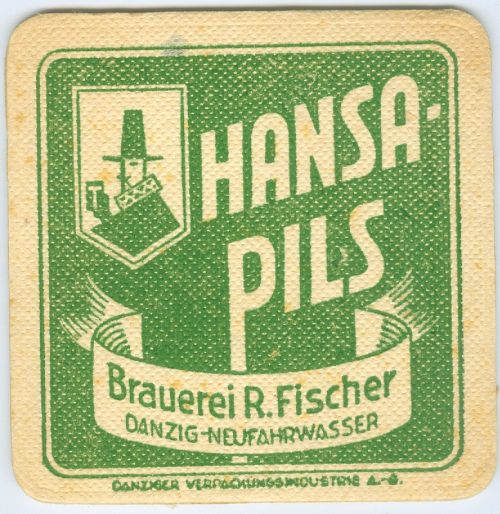 HANSA-
PILS
Brauerei R. Fischer
DANZIG-NEUFAHRWASSER
DANZIGER VERPACKUNGSINDUSTRIE A.-G.